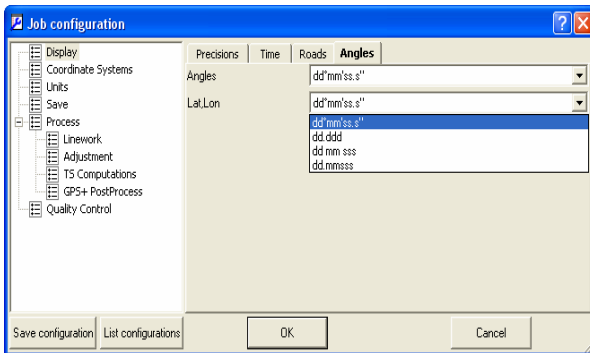 Job configuration
Display
Coordinate Systems
Units
Save
Process
Linework
Adjustment
TS Computations
GPS+ PostProcess
Quality Control
Precisions Time Roads Angles
Angles dd°mm'ss.s"
Lat,Lon dd°mm'ss.s"
dd°mm'ss.s"
dd.ddd
dd mm sss
dd.mmsss
Save configuration List configurations OK Cancel